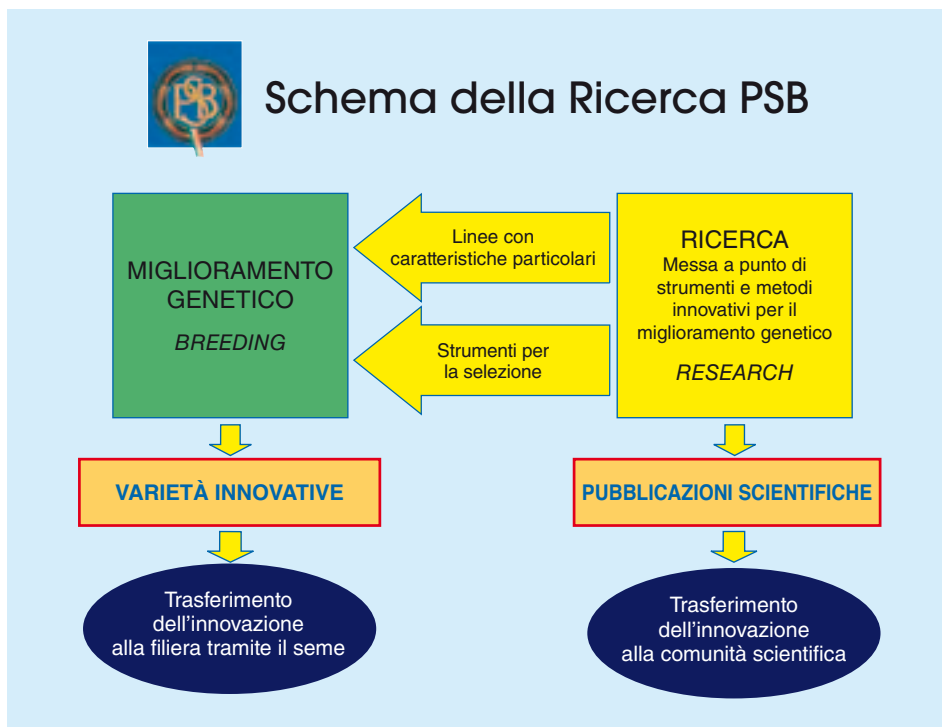 PSB
Schema della Ricerca PSB
MIGLIORAMENTO
GENETICO
BREEDING
Linee con
caratteristiche particolari
Strumenti per
la selezione
RICERCA
Messa a punto di
strumenti e metodi
innovativi per il
miglioramento genetico
RESEARCH
VARIETÀ INNOVATIVE
PUBBLICAZIONI SCIENTIFICHE
Trasferimento
dell'innovazione
alla filiera tramite il seme
Trasferimento
dell'innovazione
alla comunità scientifica